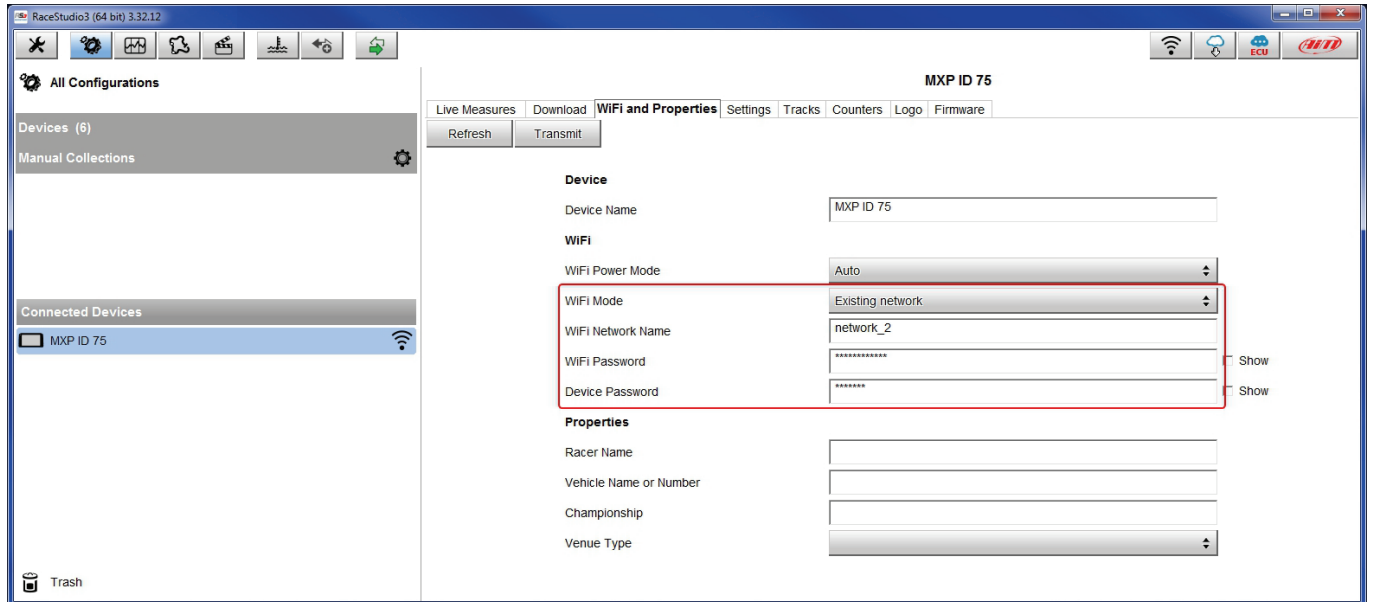 RaceStudio3 (64 bit) 3.32.12
ECU
AiM
All Configurations
MXP ID 75
Live Measures Download WiFi and Properties Settings Tracks Counters Logo Firmware
Devices (6)
Refresh Transmit
Manual Collections
Device
Device Name MXP ID 75
WiFi
WiFi Power Mode Auto
WiFi Mode Existing network
Connected Devices
WiFi Network Name network_2
MXP ID 75
WiFi Password ************ Show
Device Password ******* Show
Properties
Racer Name
Vehicle Name or Number
Championship
Venue Type
Trash